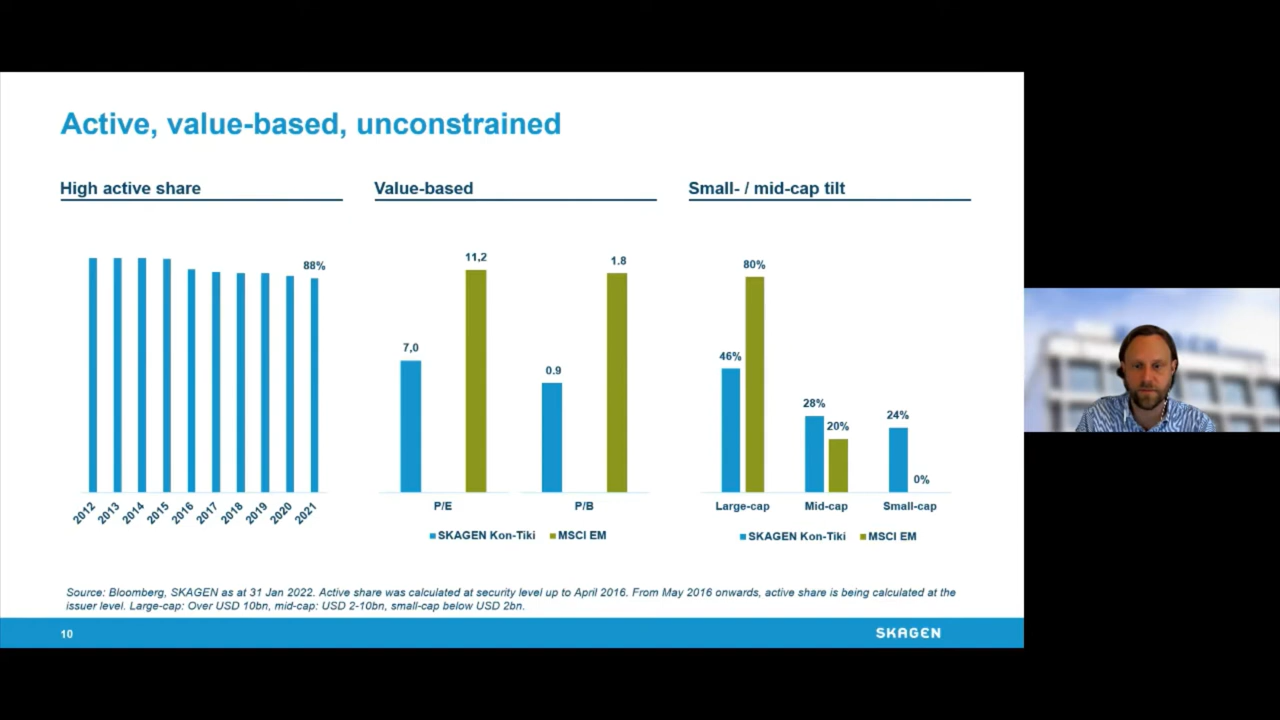 Active, value-based, unconstrained
High active share
88%
2012 2013 2014 2015 2016 2017 2018 2019 2020 2021
Value-based
7,0
11,2
0.9
1.8
P/E P/B
SKAGEN Kon-Tiki MSCI EM
Small- / mid-cap tilt
80%
46%
28%
20%
24%
0%
Large-cap Mid-cap Small-cap
SKAGEN Kon-Tiki MSCI EM
Source: Bloomberg, SKAGEN as at 31 Jan 2022. Active share was calculated at security level up to April 2016. From May 2016 onwards, active share is being calculated at the
issuer level. Large-cap: Over USD 10bn, mid-cap: USD 2-10bn, small-cap below USD 2bn.
10
SKAGEN